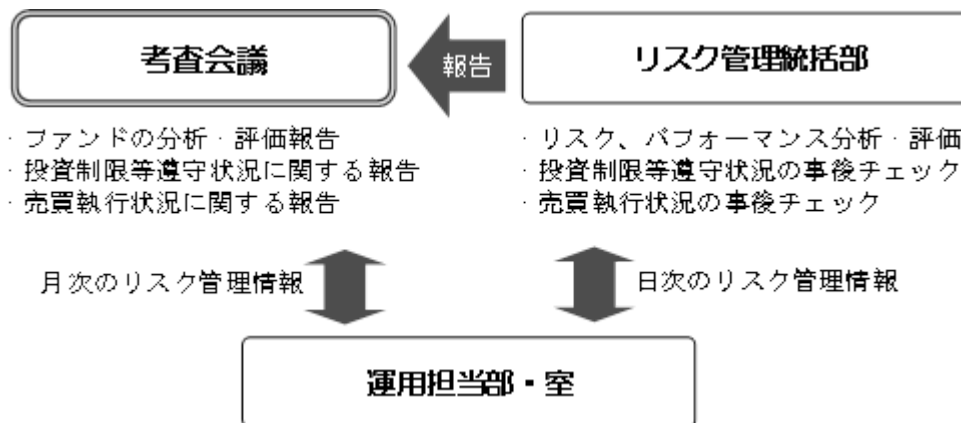 考査会議
報告
リスク管理統括部
・ファンドの分析・評価報告
・投資制限等遵守状況に関する報告
・売買執行状況に関する報告
・リスク、パフォーマンス分析・評価
・投資制限等遵守状況の事後チェック
・売買執行状況の事後チェック
月次のリスク管理情報
日次のリスク管理情報
運用担当部・室